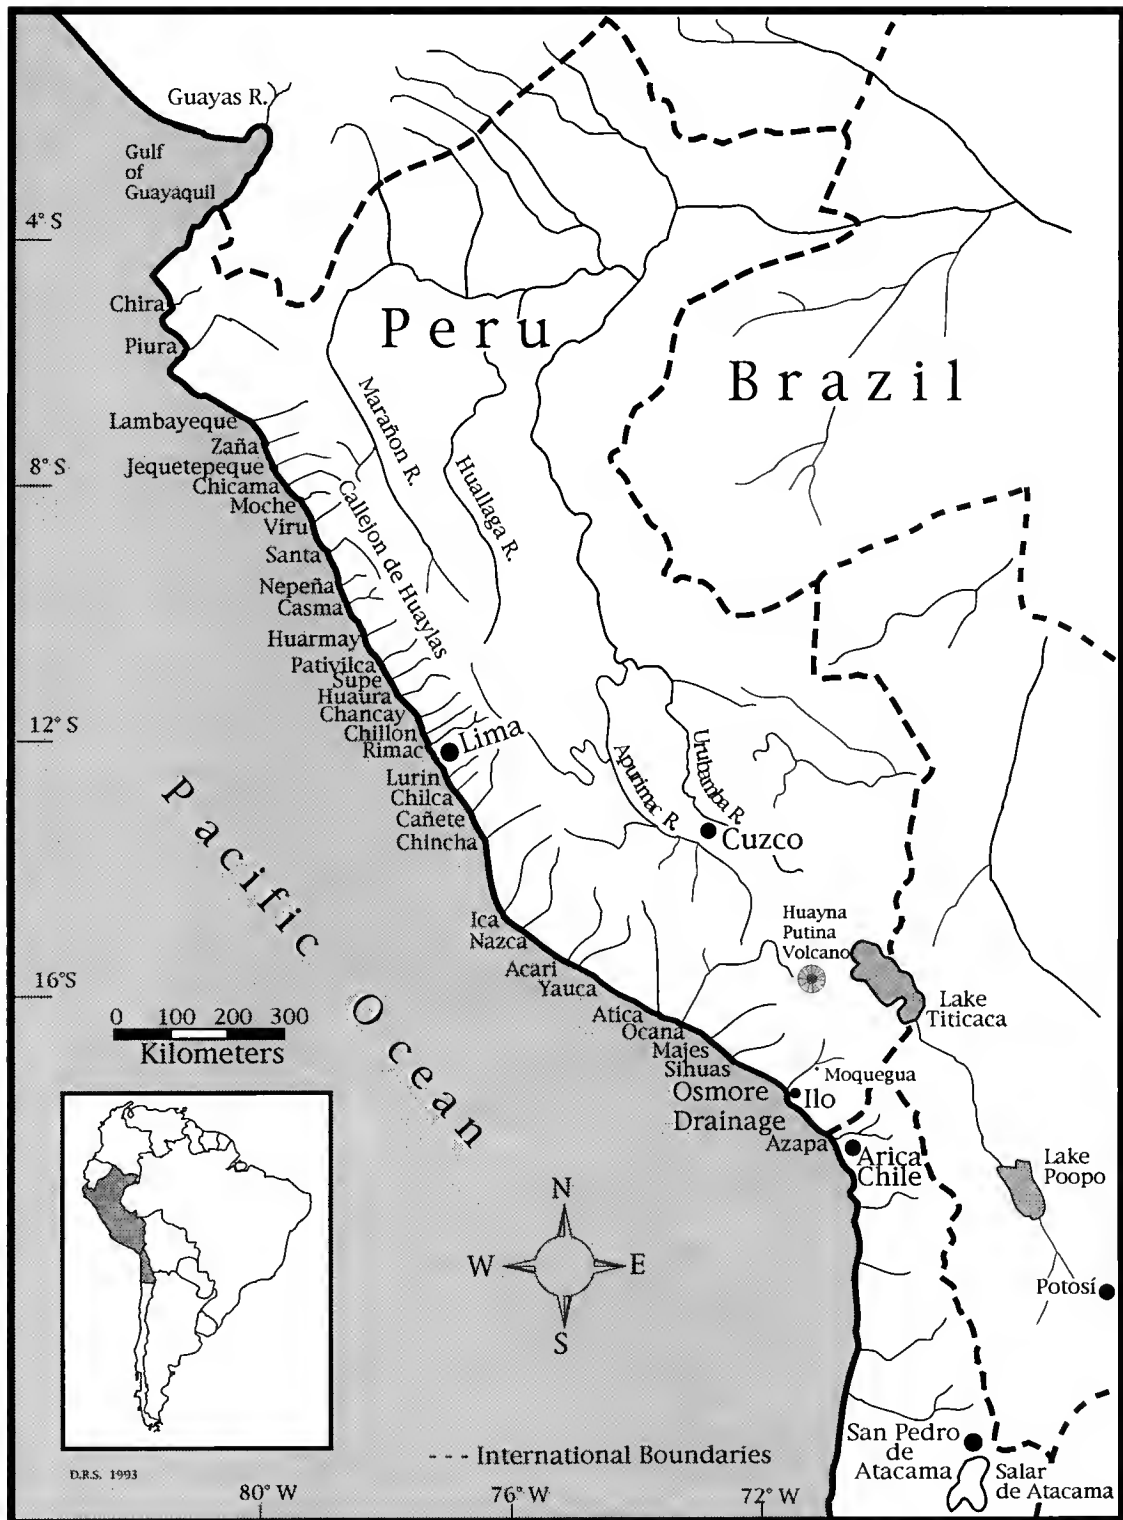 Guayas R.
Gulf
of
Guayaquil
4° S
Chira
Piura
Peru
Brazil
Marañon R.
Huallaga R.
Callejon de Huaylas
Lambayeque
Zaña
8° S
Jequetepeque
Chicama
Moche
Viru
Santa
Nepeña
Casma
Huarmay
Pativilca
Supe
Huaura
Chancay
12° S
Chillon
Rimac
Lima
Lurin
Chilca
Cañete
Chincha
Apurimac R.
Urubamba R.
Cuzco
Pacific Ocean
Ica
Nazca
Acari
Yauca
Atica
Ocana
Majes
Sihuas
Osmore
Drainage
Azapa
Huayna
Putina
Volcano
Lake
Titicaca
16°S
0 100 200 300
Kilometers
Moquegua
Ilo
Arica
Chile
Lake
Poopo
Potosí
N
W
E
S
San Pedro
de
Atacama
Salar
de Atacama
--- International Boundaries
D.R.S. 1993
80° W
76° W
72° W